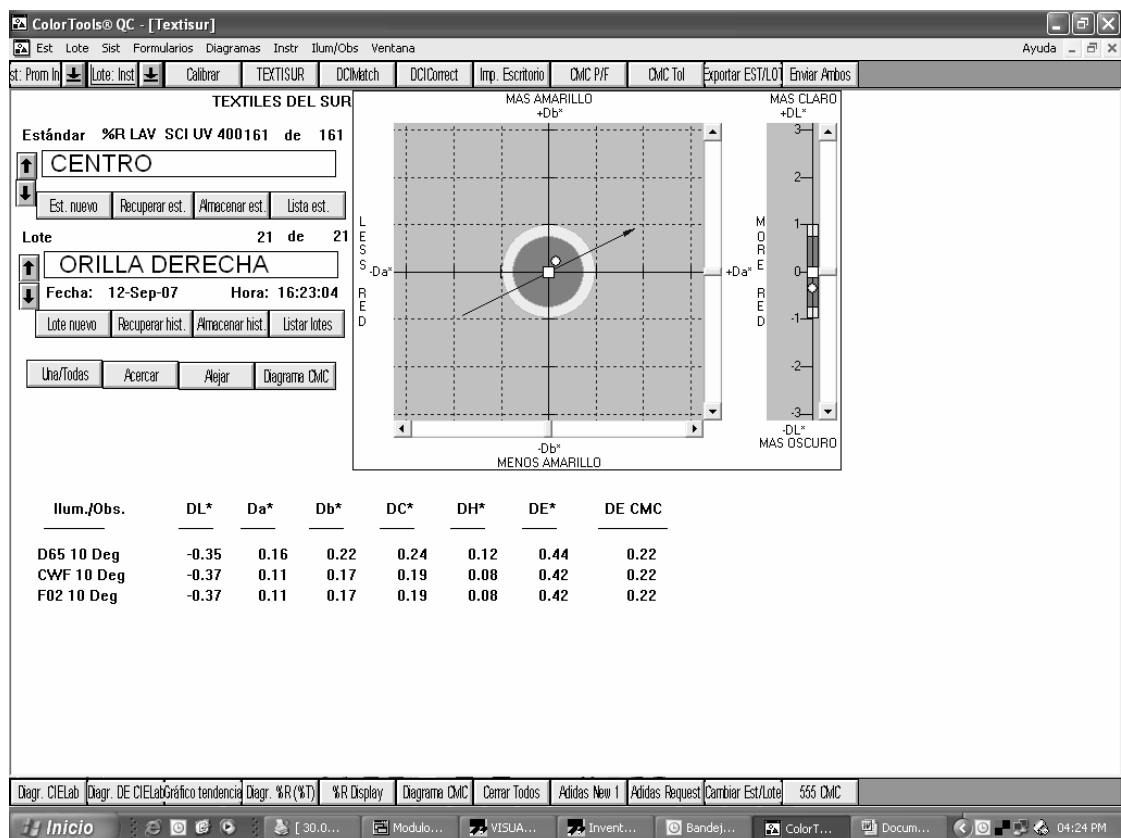 ColorTools® QC - [Textisur]
Est Lote Sist Formularios Diagramas Instr Ilum/Obs Ventana Ayuda
st: Prom In Lote: Inst Calibrar TEXTISUR DCIMatch DCICorrect Imp. Escritorio CMC P/F CMC Tol Exportar EST/LOT Enviar Ambos
TEXTILES DEL SUR
Estándar %R LAV SCI UV 400 161 de 161
CENTRO
Est. nuevo Recuperar est. Almacenar est. Lista est.
Lote 21 de 21
ORILLA DERECHA
Fecha: 12-Sep-07 Hora: 16:23:04
Lote nuevo Recuperar hist. Almacenar hist. Listar lotes
Una/Todas Acercar Alejar Diagrama CMC
MAS AMARILLO
+Db*
LESS RED
-Da*
+Da*
MORE RED
-Db*
MENOS AMARILLO
MAS CLARO
+DL*
3
2
1
0
-1
-2
-3
-DL*
MAS OSCURO
Ilum./Obs. DL* Da* Db* DC* DH* DE* DE CMC
D65 10 Deg -0.35 0.16 0.22 0.24 0.12 0.44 0.22
CWF 10 Deg -0.37 0.11 0.17 0.19 0.08 0.42 0.22
F02 10 Deg -0.37 0.11 0.17 0.19 0.08 0.42 0.22
Diagr. CIELab Diagr. DE CIELab Gráfico tendencia Diagr. %R (%T) %R Display Diagrama CMC Cerrar Todos Adidas New 1 Adidas Request Cambiar Est/Lote 555 CMC
Inicio [ 30.0... Modulo... VISUA... Invent... Bandej... ColorT... Docum... 04:24 PM